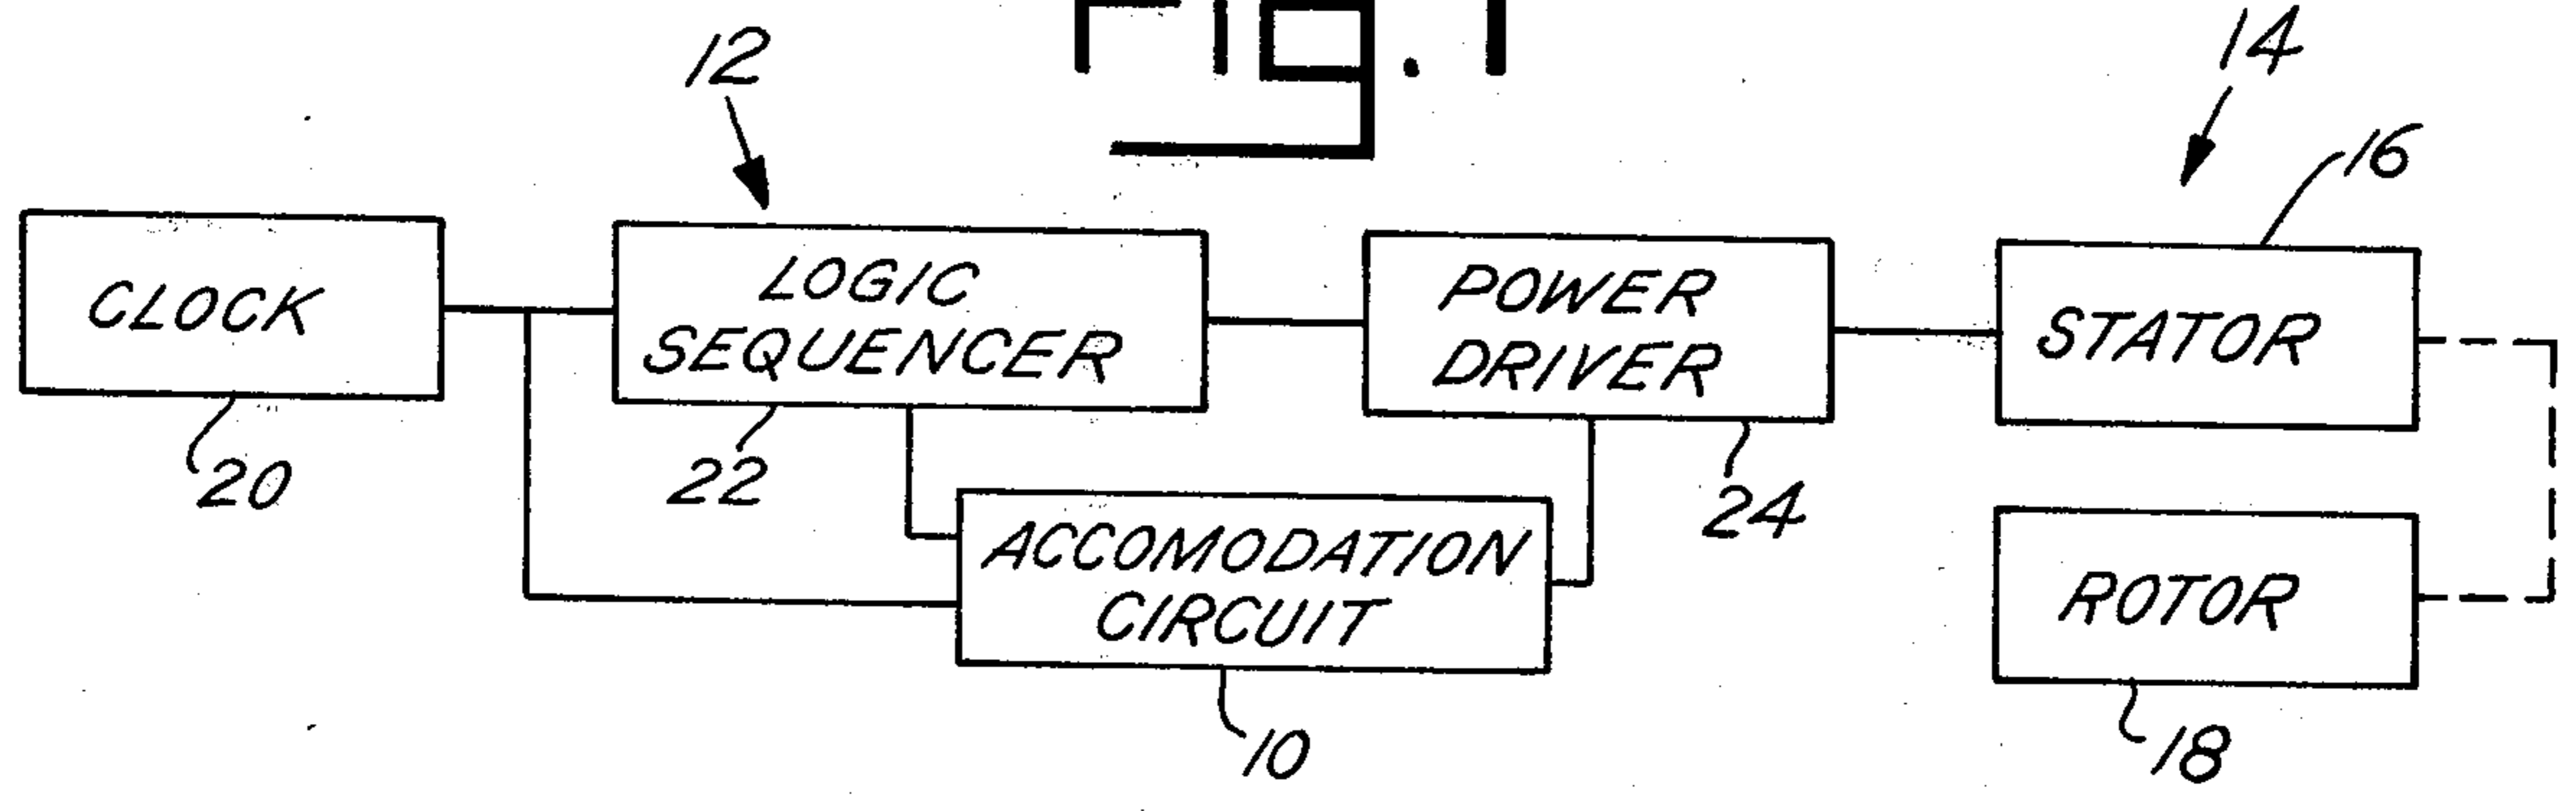 Fig. 1
12
14
16
CLOCK
LOGIC
SEQUENCER
POWER
DRIVER
STATOR
20
22
24
ACCOMODATION
CIRCUIT
ROTOR
10
18